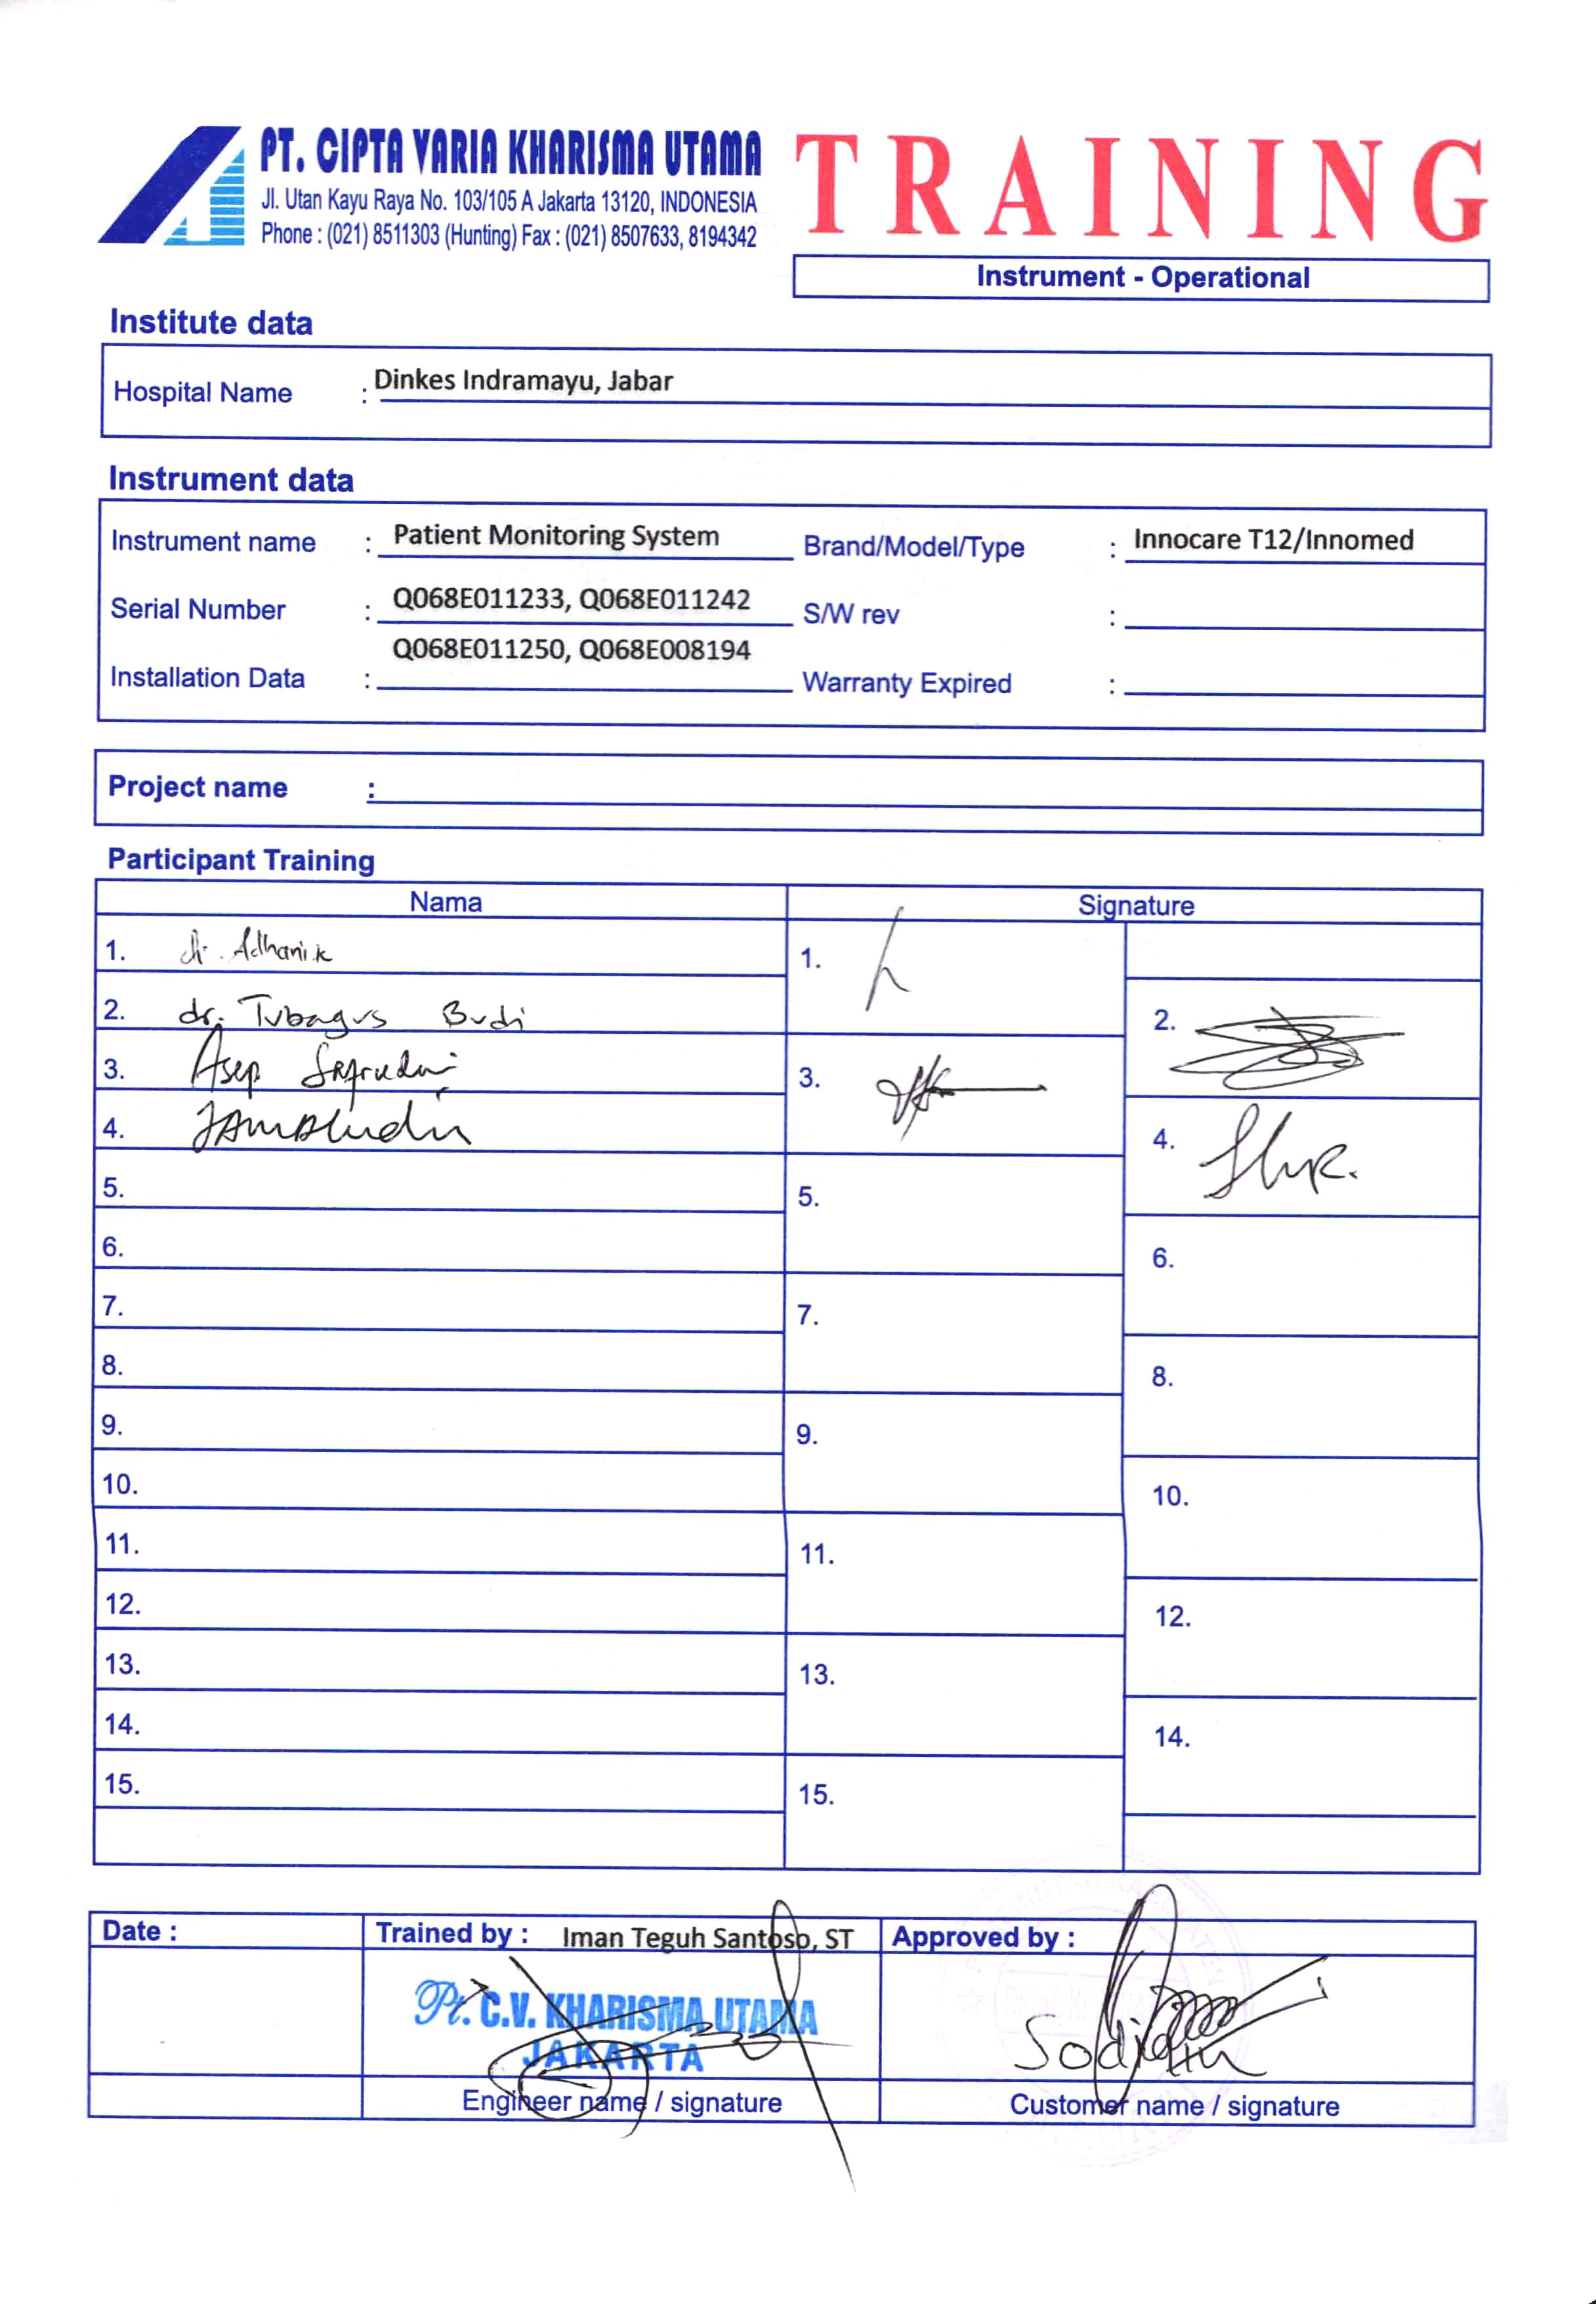 PT. CIPTA VARIA KHARISMA UTAMA
Jl. Utan Kayu Raya No. 103/105 A Jakarta 13120, INDONESIA
Phone : (021) 8511303 (Hunting) Fax : (021) 8507633, 8194342
TRAINING
Instrument - Operational
Institute data
Hospital Name : Dinkes Indramayu, Jabar
Instrument data
Instrument name : Patient Monitoring System Brand/Model/Type : Innocare T12/Innomed
Serial Number : Q068E011233, Q068E011242 S/W rev :
Q068E011250, Q068E008194
Installation Data : Warranty Expired :
Project name :
Participant Training
Nama Signature
1. dr. Adhanik 1.
2. dr. Tubagus Budi 2.
3. Asep 3.
4. JAMALUdin 4.
5. 5.
6. 6.
7. 7.
8. 8.
9. 9.
10. 10.
11. 11.
12. 12.
13. 13.
14. 14.
15. 15.
Date : Trained by : Iman Teguh Santoso, ST Approved by :
Pt. C.V. KHARISMA UTAMA
JAKARTA
Engineer name / signature Customer name / signature